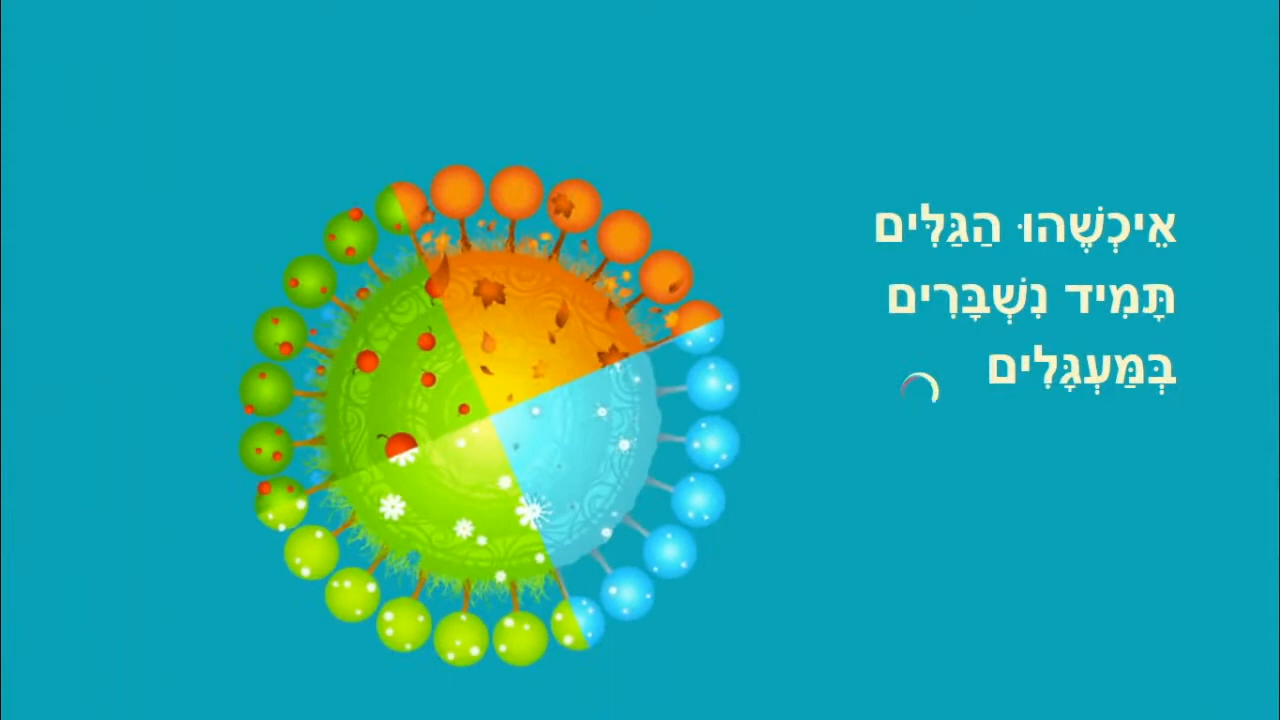 אֵיכְשֶׁהוּ הַגַּלִּים
תָּמִיד נִשְׁבָּרִים
בְּמַּעְגָּלִים